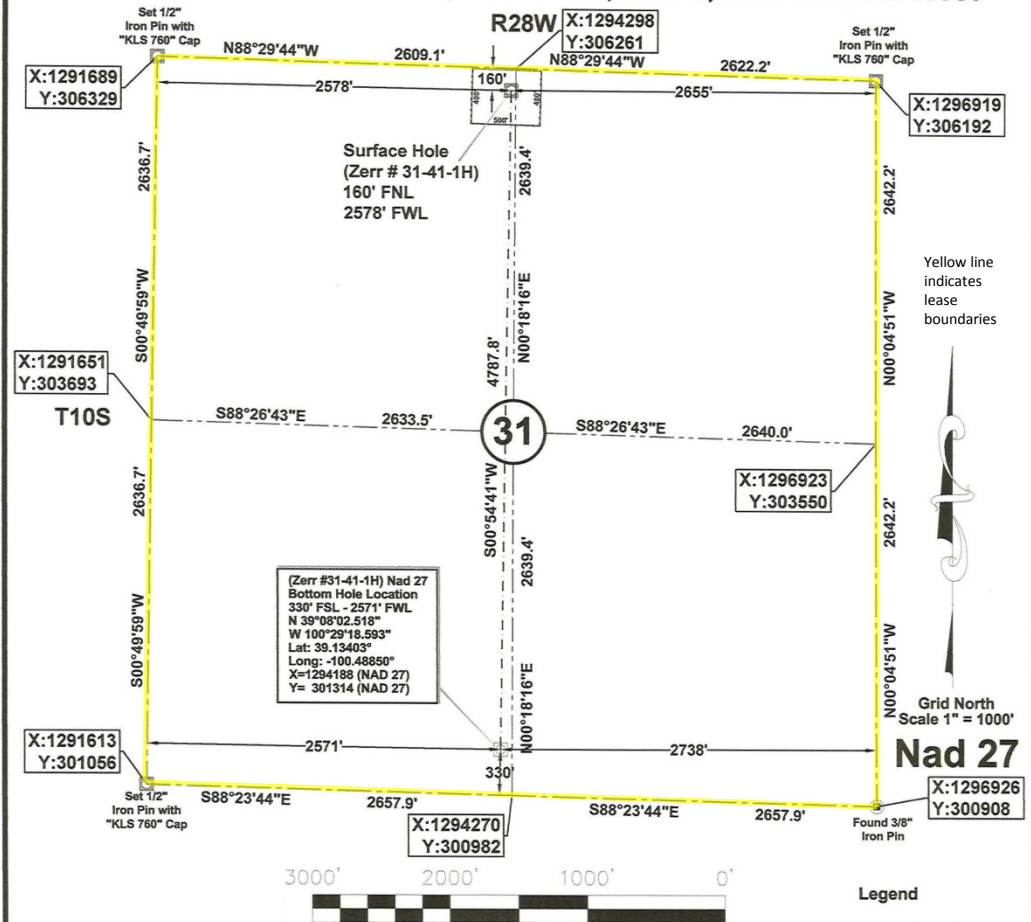 Set 1/2"
Iron Pin with
"KLS 760" Cap
R28W
X:1294298
Y:306261
Set 1/2"
Iron Pin with
"KLS 760" Cap
N88°29'44"W
2609.1'
N88°29'44"W
2622.2'
X:1291689
Y:306329
160'
2578'
2655'
400'
400'
500'
X:1296919
Y:306192
2636.7'
Surface Hole
(Zerr # 31-41-1H)
160' FNL
2578' FWL
2639.4'
2642.2'
Yellow line
indicates
lease
boundaries
S00°49'59"W
N00°18'16"E
N00°04'51"W
4787.8'
X:1291651
Y:303693
T10S
S88°26'43"E
2633.5'
31
S88°26'43"E
2640.0'
X:1296923
Y:303550
2636.7'
S00°54'41"W
2639.4'
2642.2'
(Zerr #31-41-1H) Nad 27
Bottom Hole Location
330' FSL - 2571' FWL
N 39°08'02.518"
W 100°29'18.593"
Lat: 39.13403°
Long: -100.48850°
X=1294188 (NAD 27)
Y= 301314 (NAD 27)
S00°49'59"W
N00°18'16"E
N00°04'51"W
Grid North
Scale 1" = 1000'
Nad 27
X:1291613
Y:301056
2571'
2738'
330'
Set 1/2"
Iron Pin with
"KLS 760" Cap
S88°23'44"E
2657.9'
S88°23'44"E
2657.9'
X:1296926
Y:300908
Found 3/8"
Iron Pin
X:1294270
Y:300982
3000'
2000'
1000'
0'
Legend